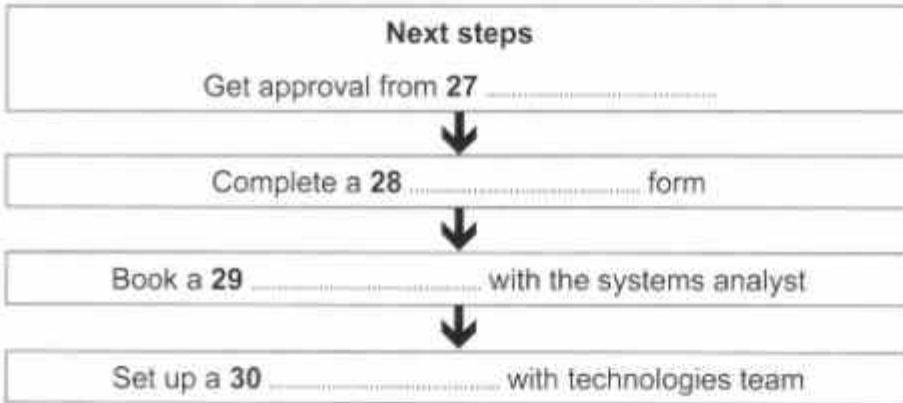 Next steps
Get approval from 27 ........................................
Complete a 28 ........................................ form
Book a 29 ........................................ with the systems analyst
Set up a 30 ........................................ with technologies team